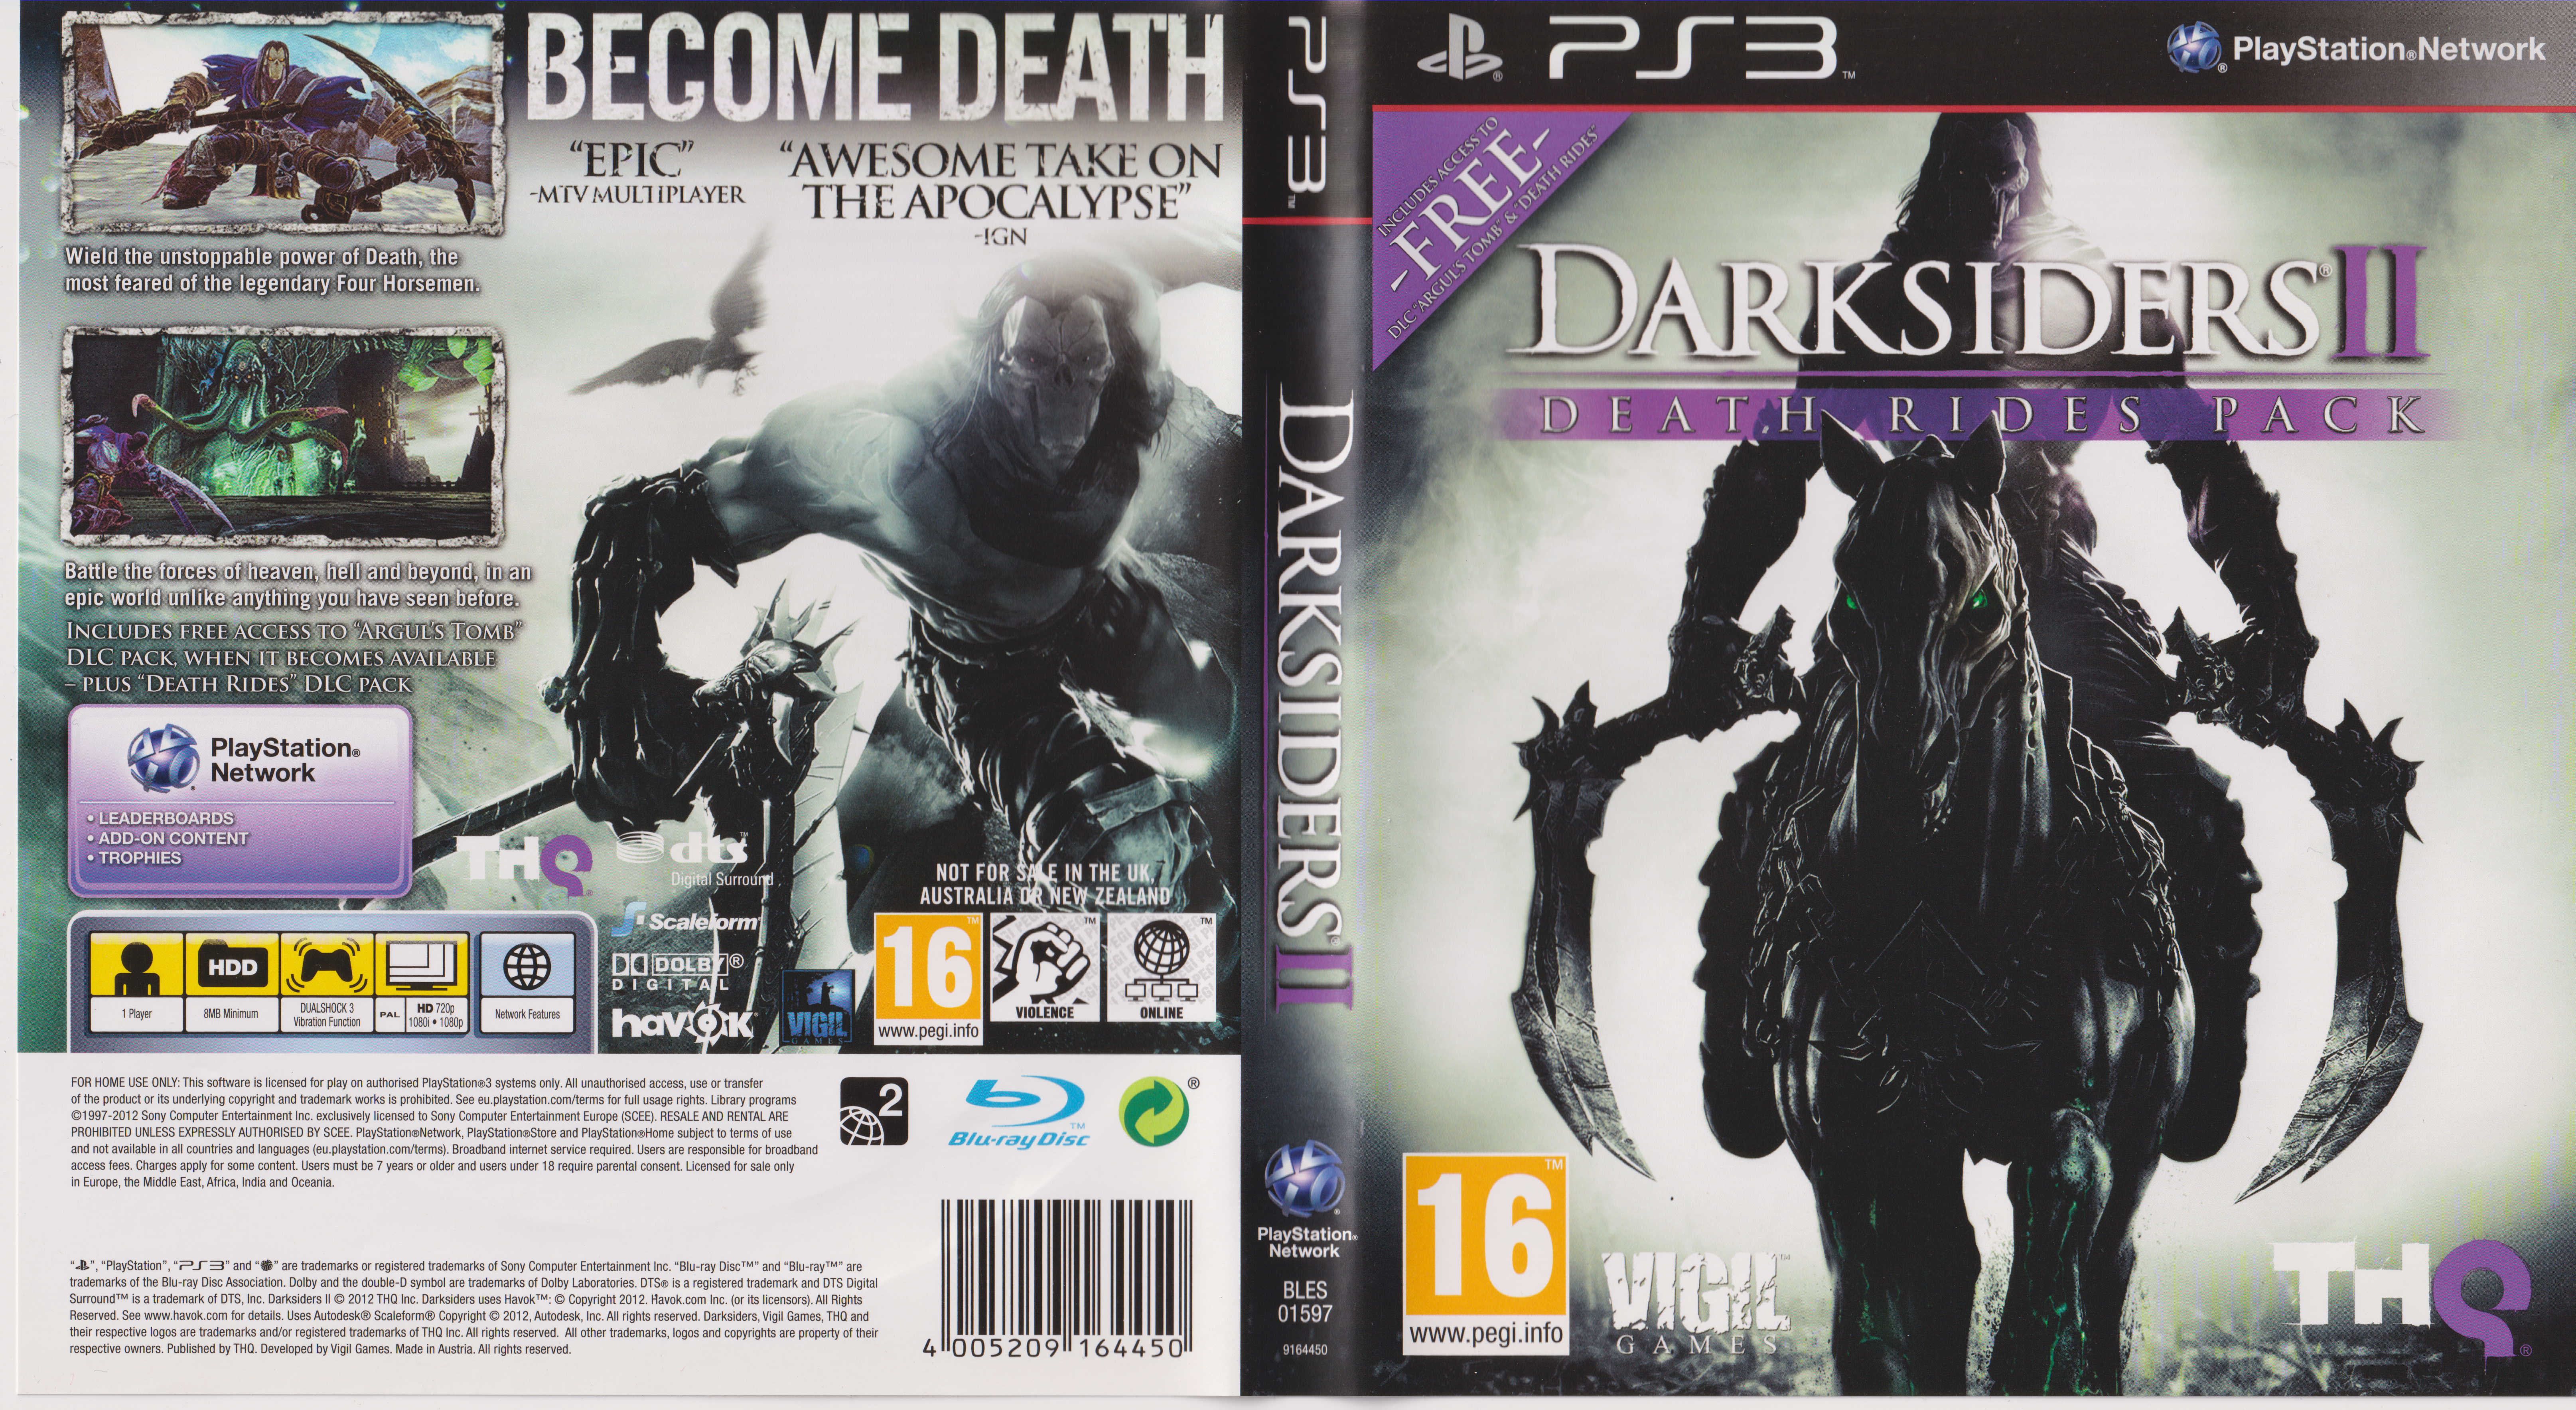 BECOME DEATH
“EPIC”
-MTV MULTIPLAYER
“AWESOME TAKE ON
THE APOCALYPSE”
-IGN
Wield the unstoppable power of Death, the
most feared of the legendary Four Horsemen.
Battle the forces of heaven, hell and beyond, in an
epic world unlike anything you have seen before.
INCLUDES FREE ACCESS TO “ARGUL’S TOMB”
DLC PACK, WHEN IT BECOMES AVAILABLE
– PLUS “DEATH RIDES” DLC PACK
PlayStation®
Network
• LEADERBOARDS
• ADD-ON CONTENT
• TROPHIES
THQ
dts™
Digital Surround
Scaleform
DOLBY®
DIGITAL
havok
VIGIL
GAMES
NOT FOR SALE IN THE UK,
AUSTRALIA OR NEW ZEALAND
16™
www.pegi.info
VIOLENCE
ONLINE
HDD
1 Player
8MB Minimum
DUALSHOCK 3
Vibration Function
PAL
HD 720p
1080i • 1080p
Network Features
FOR HOME USE ONLY: This software is licensed for play on authorised PlayStation®3 systems only. All unauthorised access, use or transfer
of the product or its underlying copyright and trademark works is prohibited. See eu.playstation.com/terms for full usage rights. Library programs
©1997-2012 Sony Computer Entertainment Inc. exclusively licensed to Sony Computer Entertainment Europe (SCEE). RESALE AND RENTAL ARE
PROHIBITED UNLESS EXPRESSLY AUTHORISED BY SCEE. PlayStation®Network, PlayStation®Store and PlayStation®Home subject to terms of use
and not available in all countries and languages (eu.playstation.com/terms). Broadband internet service required. Users are responsible for broadband
access fees. Charges apply for some content. Users must be 7 years or older and users under 18 require parental consent. Licensed for sale only
in Europe, the Middle East, Africa, India and Oceania.
2
Blu-ray Disc™
®
“PS”, “PlayStation”, “PS3” and “” are trademarks or registered trademarks of Sony Computer Entertainment Inc. “Blu-ray Disc™” and “Blu-ray™” are
trademarks of the Blu-ray Disc Association. Dolby and the double-D symbol are trademarks of Dolby Laboratories. DTS® is a registered trademark and DTS Digital
Surround™ is a trademark of DTS, Inc. Darksiders II © 2012 THQ Inc. Darksiders uses Havok™: © Copyright 2012. Havok.com Inc. (or its licensors). All Rights
Reserved. See www.havok.com for details. Uses Autodesk® Scaleform® Copyright © 2012, Autodesk, Inc. All rights reserved. Darksiders, Vigil Games, THQ and
their respective logos are trademarks and/or registered trademarks of THQ Inc. All rights reserved. All other trademarks, logos and copyrights are property of their
respective owners. Published by THQ. Developed by Vigil Games. Made in Austria. All rights reserved.
4 005209 164450
PS3™
DARKSIDERS® II
PlayStation®
Network
BLES
01597
9164450
PS3™
PlayStation®Network
INCLUDES ACCESS TO
-FREE-
DLC “ARGUL’S TOMB” & “DEATH RIDES”
DARKSIDERS® II
DEATH RIDES PACK
16™
www.pegi.info
VIGIL™
GAMES
THQ®